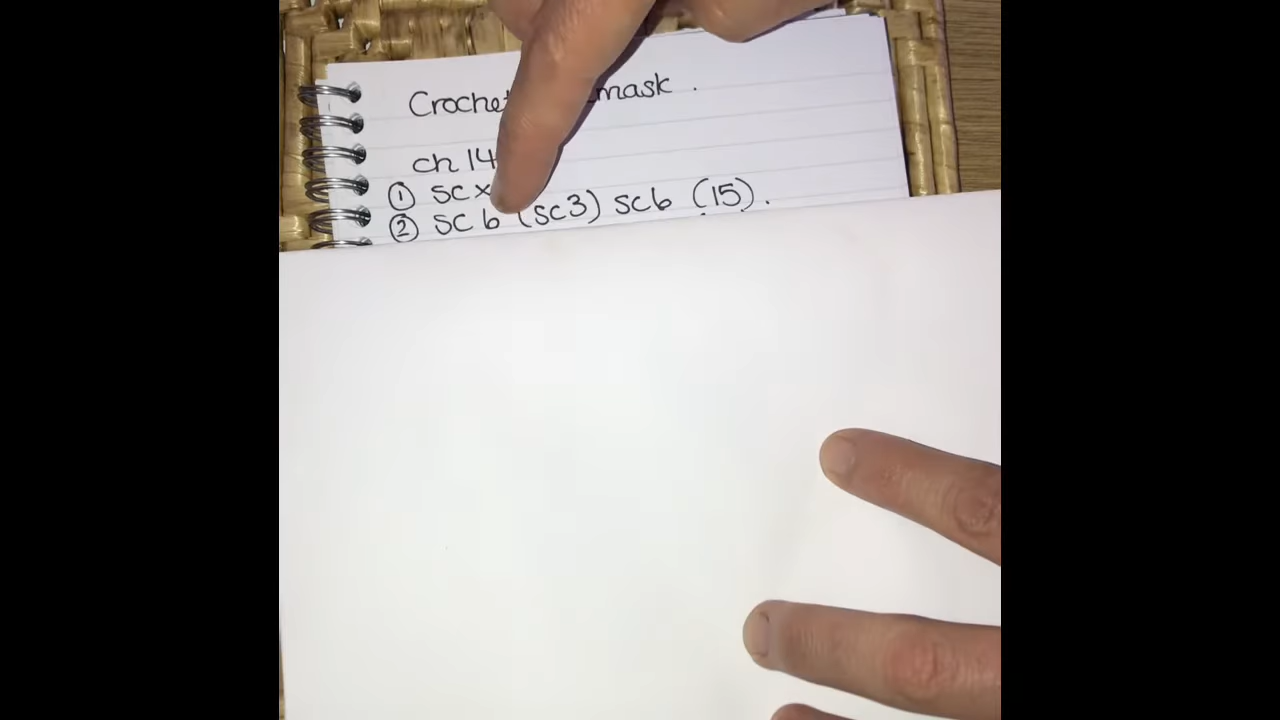 Crochet mask .
ch 14
① sc x
② sc 6 (sc3) sc6 (15).